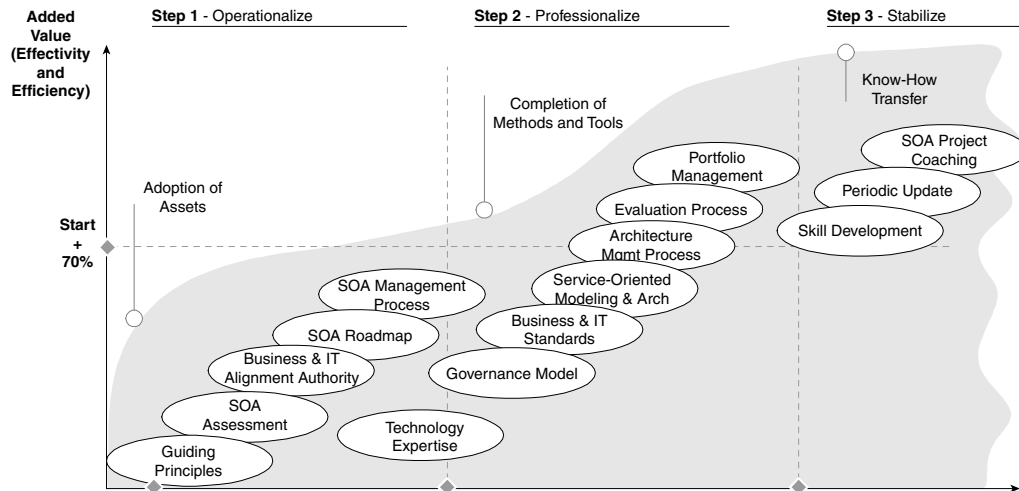 Added
Value
(Effectivity
and
Efficiency)
Step 1 - Operationalize
Step 2 - Professionalize
Step 3 - Stabilize
Know-How
Transfer
Completion of
Methods and Tools
Adoption of
Assets
Start
+
70%
SOA Project
Coaching
Portfolio
Management
Periodic Update
Evaluation Process
Skill Development
Architecture
Mgmt Process
Service-Oriented
Modeling & Arch
SOA Management
Process
Business & IT
Standards
SOA Roadmap
Business & IT
Alignment Authority
Governance Model
SOA
Assessment
Technology
Expertise
Guiding
Principles